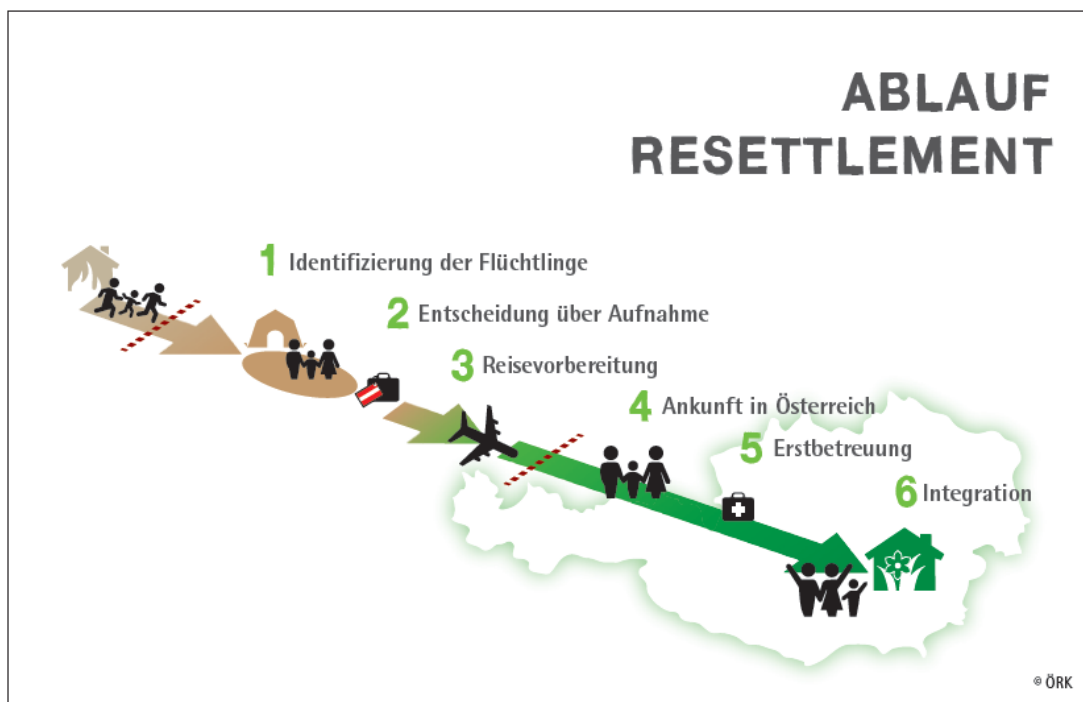 ABLAUF
RESETTLEMENT
1 Identifizierung der Flüchtlinge
2 Entscheidung über Aufnahme
3 Reisevorbereitung
4 Ankunft in Österreich
5 Erstbetreuung
6 Integration
© ÖRK